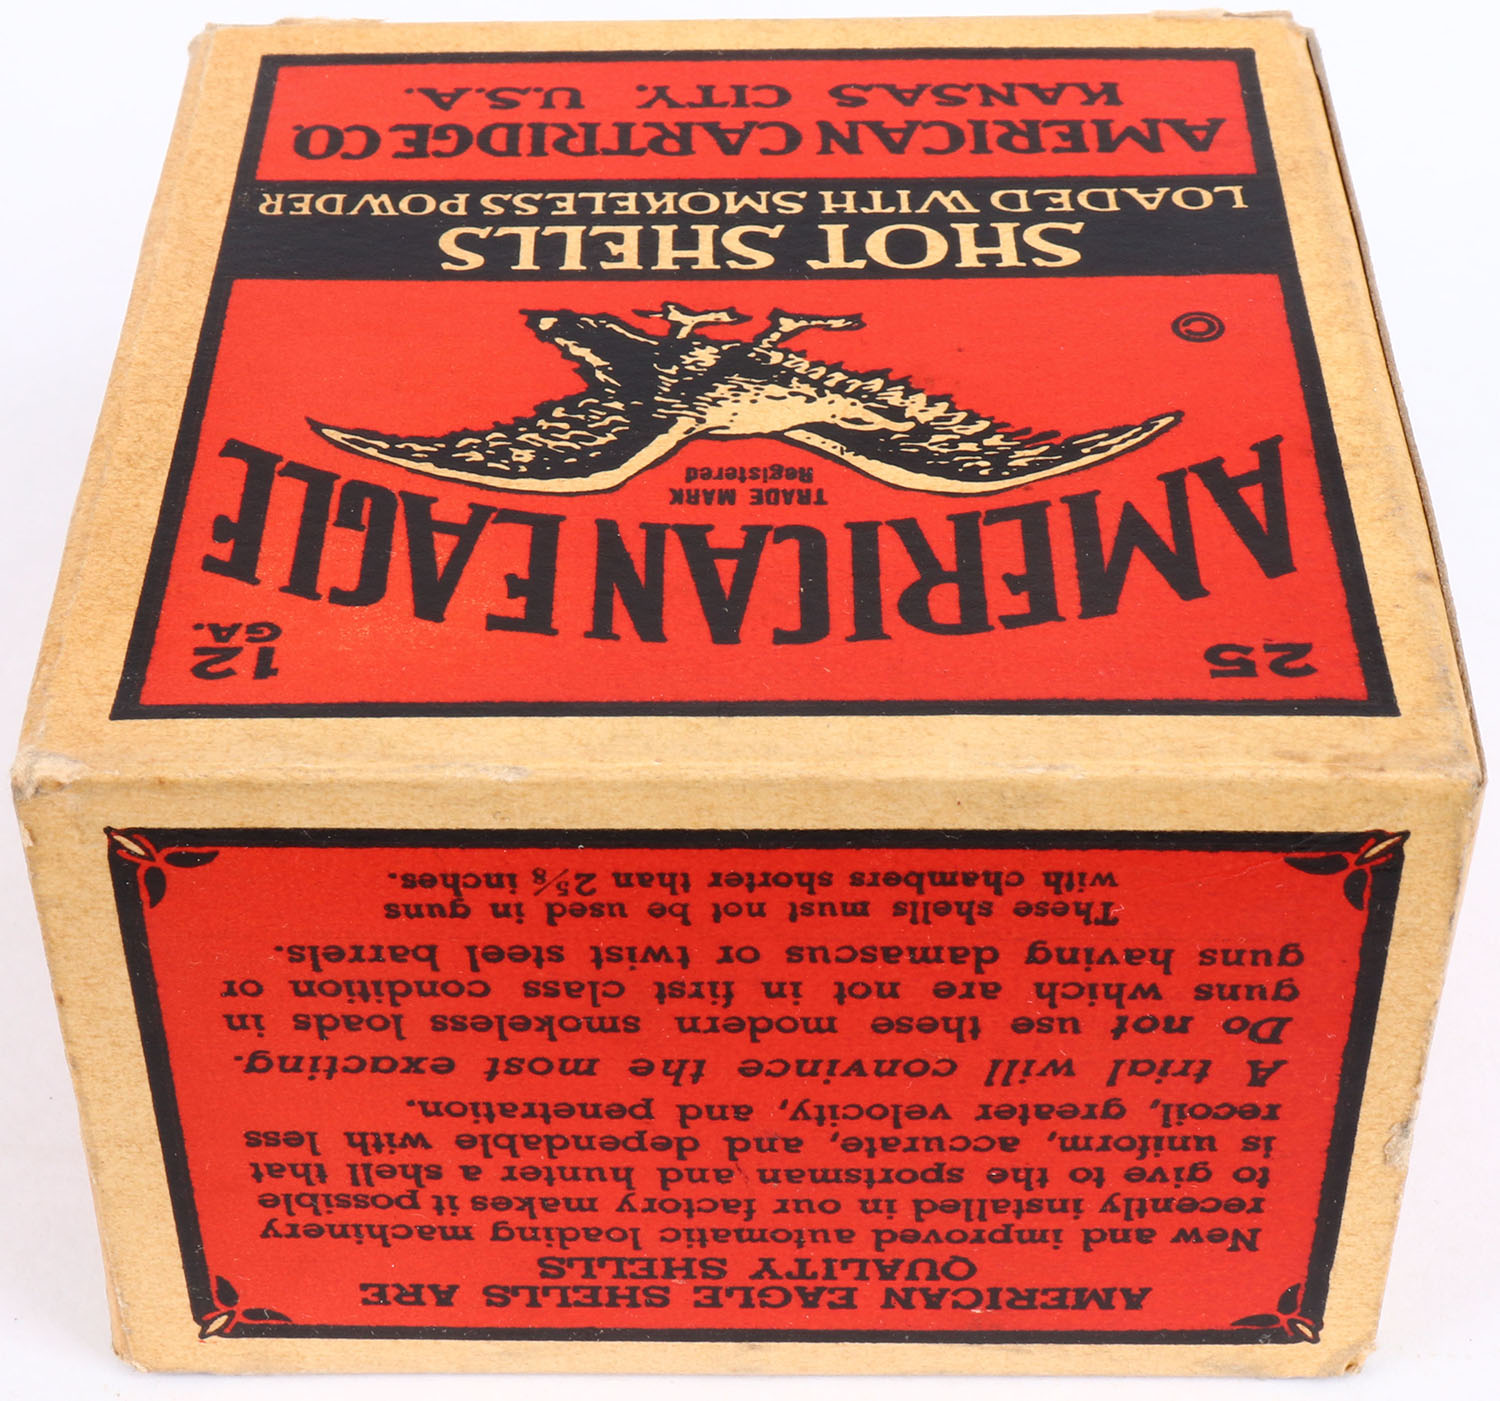 25
12
GA.
AMERICAN EAGLE
TRADE MARK
Registered
©
SHOT SHELLS
LOADED WITH SMOKELESS POWDER
AMERICAN CARTRIDGE CO.
KANSAS CITY. U.S.A.
AMERICAN EAGLE SHELLS ARE
QUALITY SHELLS
New and improved automatic loading machinery
recently installed in our factory makes it possible
to give to the sportsman and hunter a shell that
is uniform, accurate, and dependable with less
recoil, greater velocity, and penetration.
A trial will convince the most exacting.
Do not use these modern smokeless loads in
guns which are not in first class condition or
guns having damascus or twist steel barrels.
These shells must not be used in guns
with chambers shorter than 2⅝ inches.